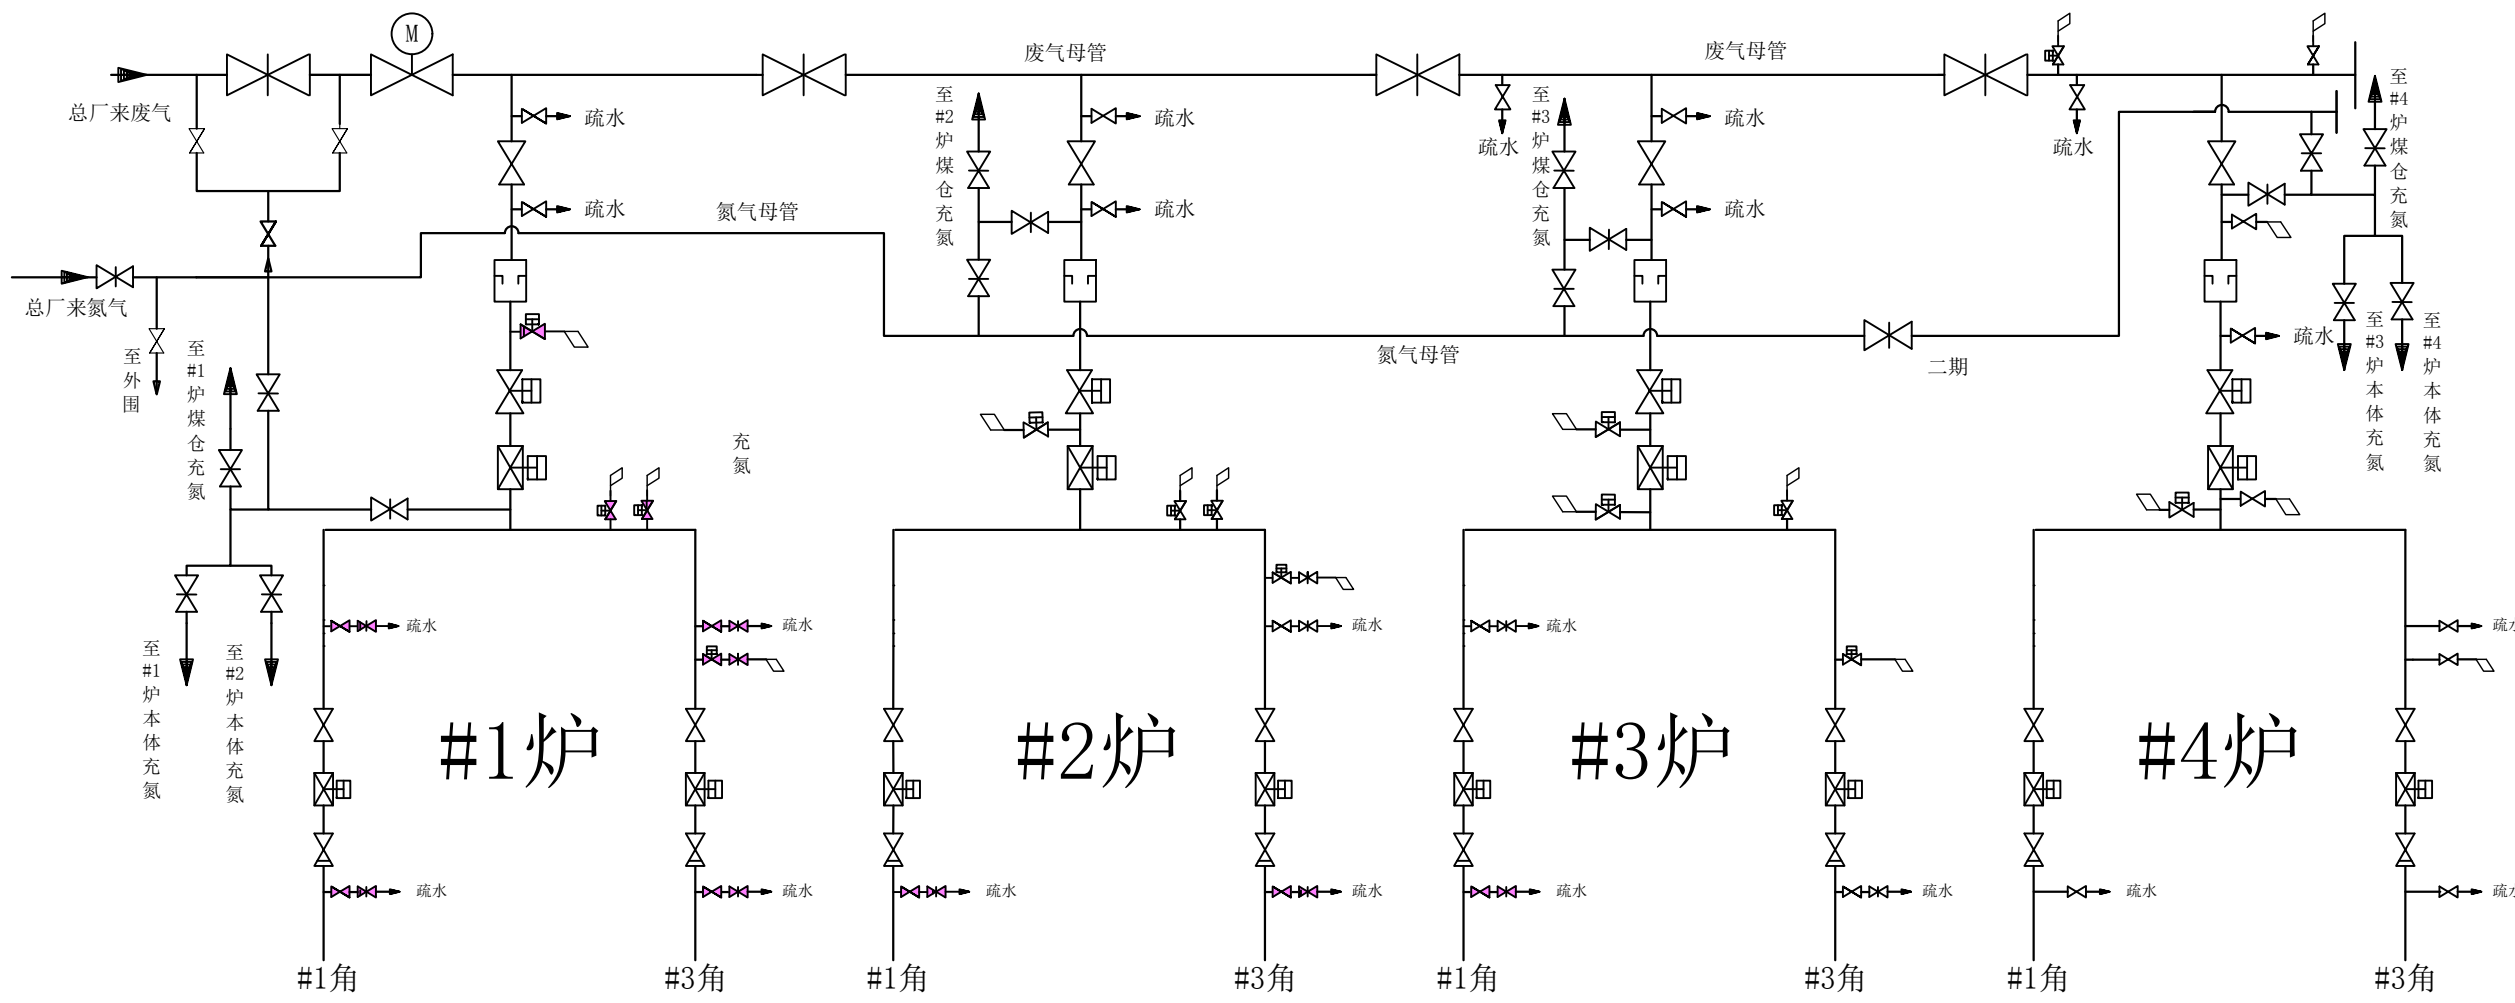 M
废气母管
废气母管
总厂来废气
至#2炉煤仓充氮
至#3炉煤仓充氮
至#4炉煤仓充氮
疏水
疏水
疏水
疏水
疏水
疏水
疏水
疏水
氮气母管
总厂来氮气
至外围
至#1炉煤仓充氮
氮气母管
二期
疏水
至#3炉本体充氮
至#4炉本体充氮
充氮
疏水
疏水
疏水
疏水
疏水
至#1炉本体充氮
至#2炉本体充氮
#1炉
#2炉
#3炉
#4炉
疏水
疏水
疏水
疏水
疏水
疏水
疏水
疏水
#1角
#3角
#1角
#3角
#1角
#3角
#1角
#3角